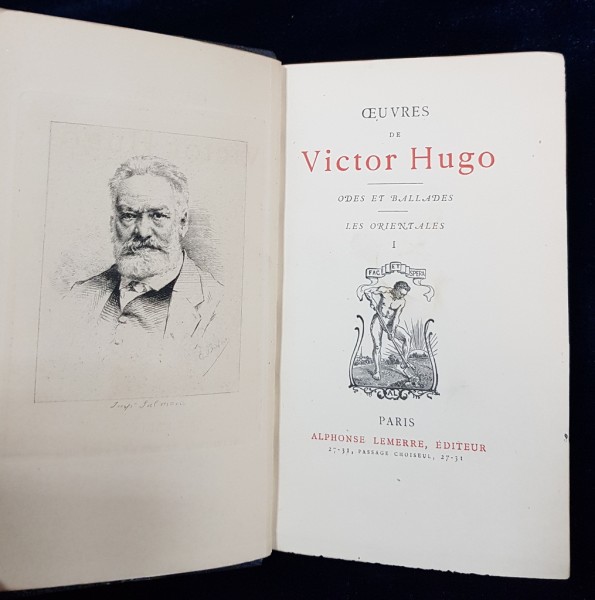 ŒUVRES
DE
Victor Hugo
ODES ET BALLADES
LES ORIENTALES
I
FAC ET SPERA
AL
PARIS
ALPHONSE LEMERRE, ÉDITEUR
27-31, PASSAGE CHOISEUL, 27-31